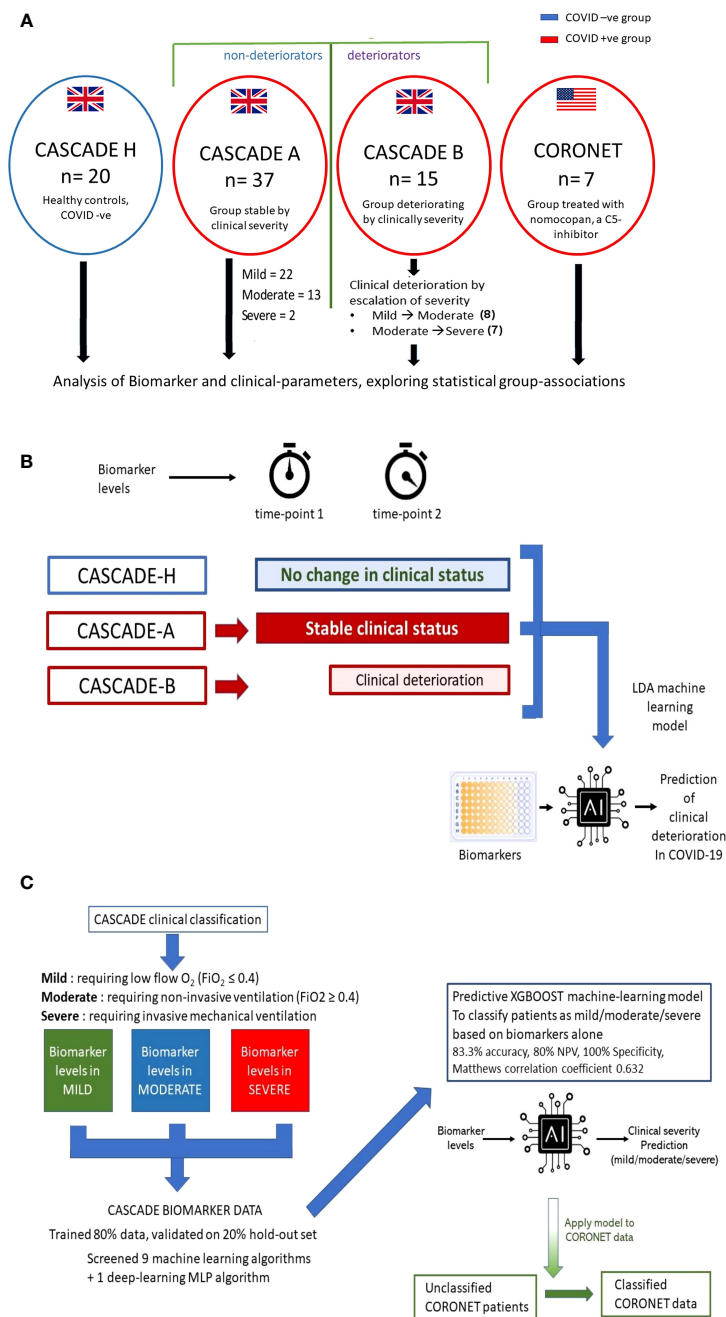 A
COVID –ve group
COVID +ve group
non-deteriorators
deteriorators
CASCADE H
n= 20
Healthy controls,
COVID -ve
CASCADE A
n= 37
Group stable by
clinical severity
CASCADE B
n= 15
Group deteriorating
by clinically severity
CORONET
n= 7
Group treated with
nomocopan, a C5-
inhibitor
Mild = 22
Moderate = 13
Severe = 2
Clinical deterioration by
escalation of severity
• Mild → Moderate (8)
• Moderate → Severe (7)
Analysis of Biomarker and clinical-parameters, exploring statistical group-associations
B
Biomarker
levels
time-point 1
time-point 2
CASCADE-H
No change in clinical status
CASCADE-A
Stable clinical status
CASCADE-B
Clinical deterioration
LDA machine
learning
model
Biomarkers
AI
Prediction
of
clinical
deterioration
In COVID-19
C
CASCADE clinical classification
Mild : requiring low flow O₂ (FiO₂ ≤ 0.4)
Moderate : requiring non-invasive ventilation (FiO2 ≥ 0.4)
Severe : requiring invasive mechanical ventilation
Biomarker
levels in
MILD
Biomarker
levels in
MODERATE
Biomarker
levels in
SEVERE
CASCADE BIOMARKER DATA
Trained 80% data, validated on 20% hold-out set
Screened 9 machine learning algorithms
+ 1 deep-learning MLP algorithm
Predictive XGBOOST machine-learning model
To classify patients as mild/moderate/severe
based on biomarkers alone
83.3% accuracy, 80% NPV, 100% Specificity,
Matthews correlation coefficient 0.632
Biomarker
levels
AI
Clinical severity
Prediction
(mild/moderate/severe)
Apply model to
CORONET data
Unclassified
CORONET patients
Classified
CORONET data